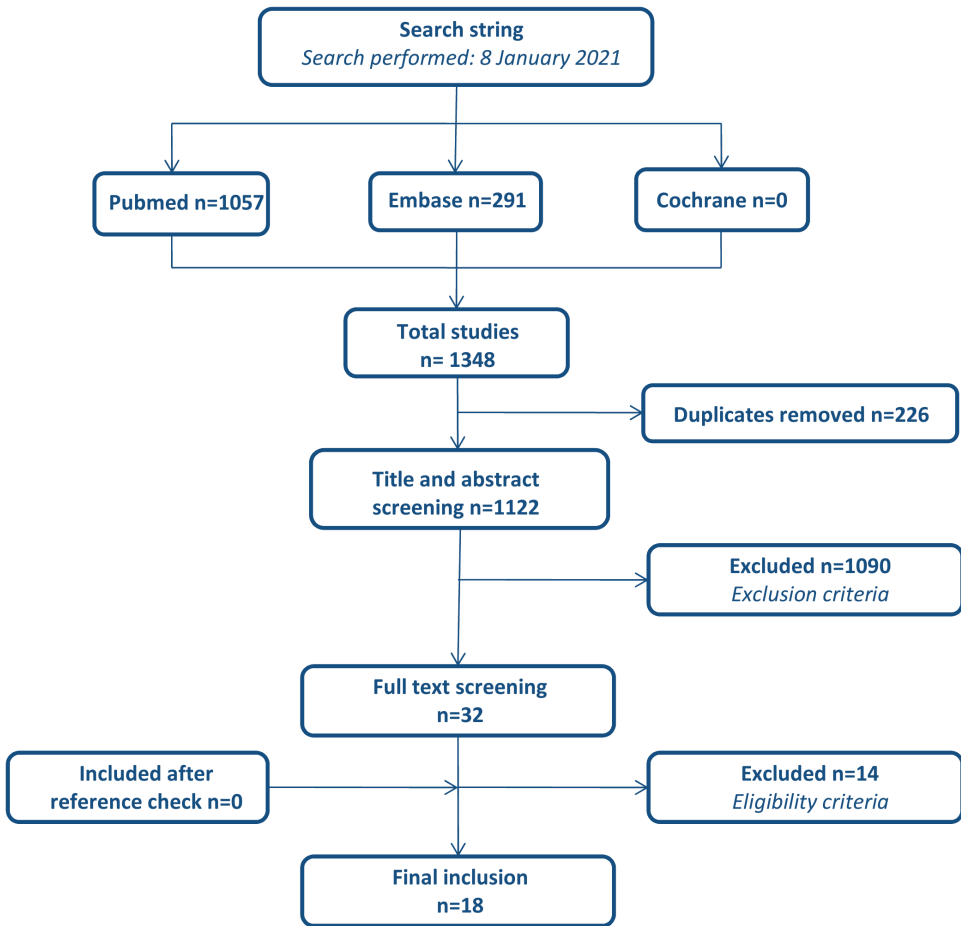 Search string
Search performed: 8 January 2021
Pubmed n=1057
Embase n=291
Cochrane n=0
Total studies
n= 1348
Duplicates removed n=226
Title and abstract
screening n=1122
Excluded n=1090
Exclusion criteria
Full text screening
n=32
Included after
reference check n=0
Excluded n=14
Eligibility criteria
Final inclusion
n=18